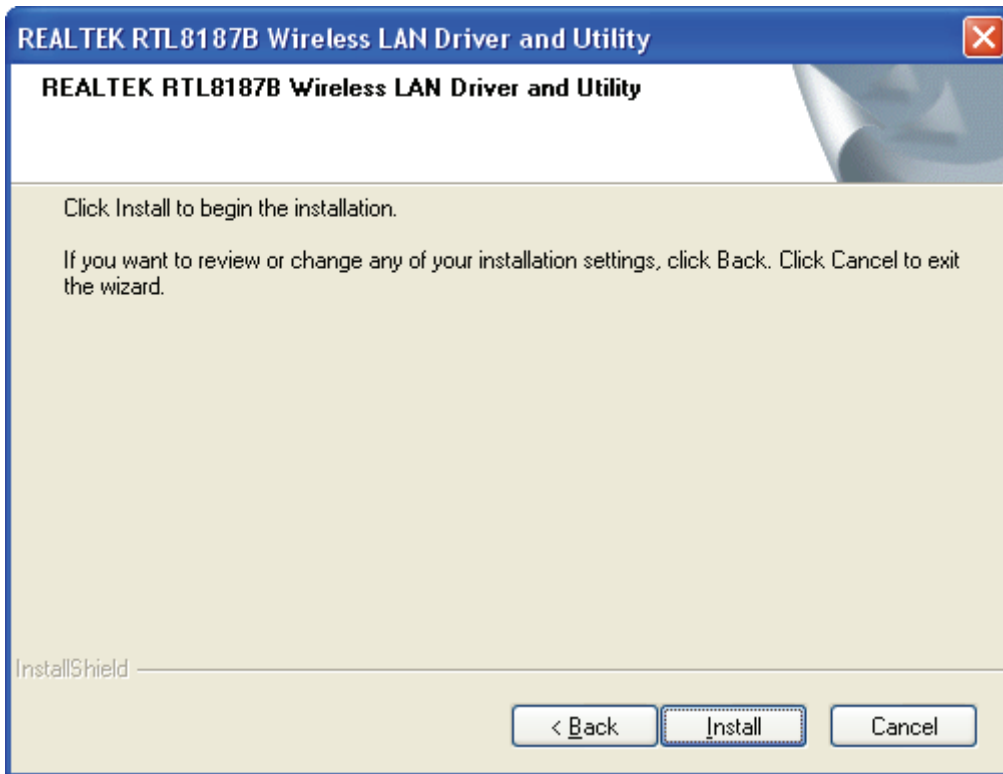 REALTEK RTL8187B Wireless LAN Driver and Utility
REALTEK RTL8187B Wireless LAN Driver and Utility
Click Install to begin the installation.
If you want to review or change any of your installation settings, click Back. Click Cancel to exit
the wizard.
InstallShield
< Back Install Cancel